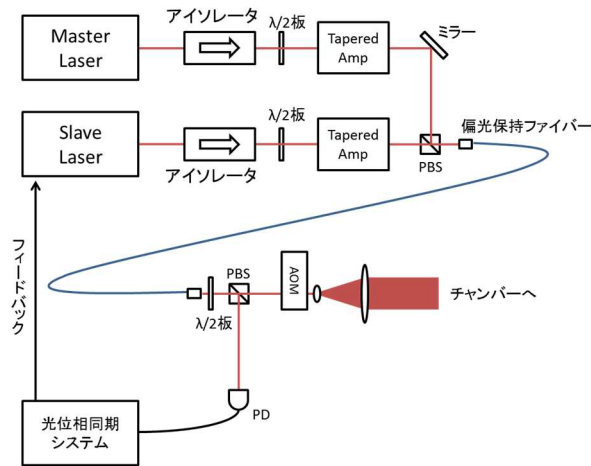 アイソレータ
Master
Laser
λ/2板
Tapered
Amp
ミラー
Slave
Laser
アイソレータ
λ/2板
Tapered
Amp
PBS
偏光保持ファイバー
フィードバック
λ/2板
PBS
AOM
チャンバーへ
PD
光位相同期
システム